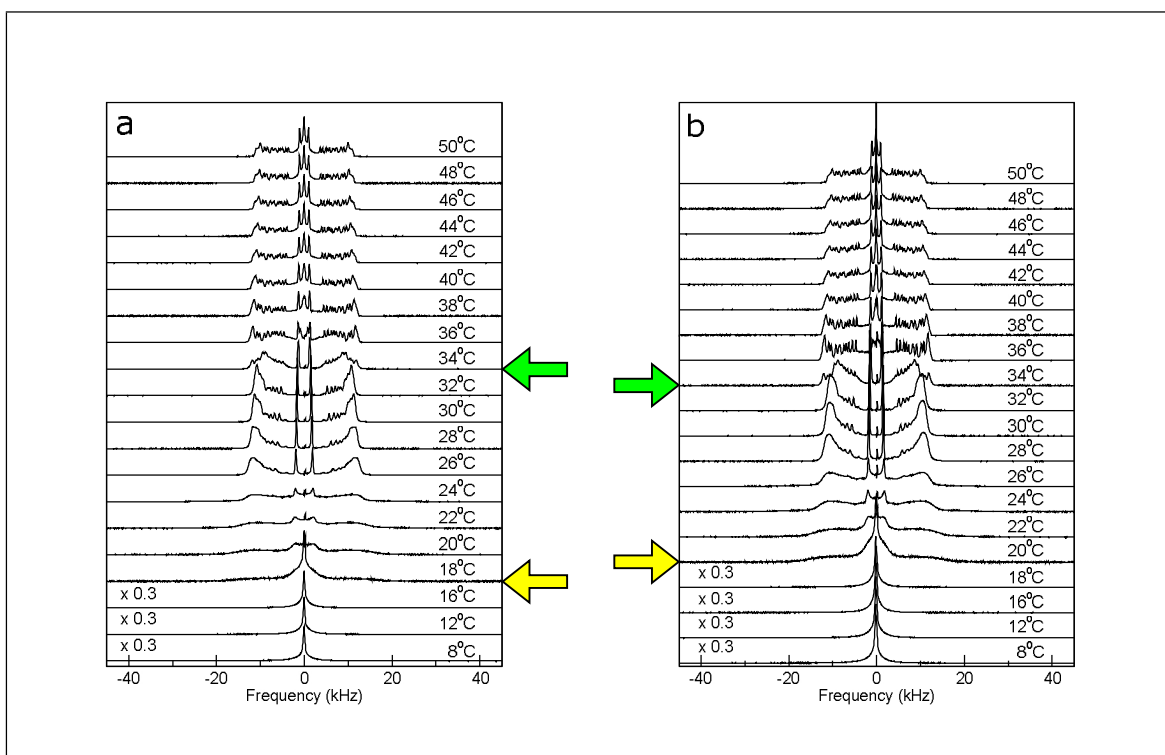 a
50°C
48°C
46°C
44°C
42°C
40°C
38°C
36°C
34°C
32°C
30°C
28°C
26°C
24°C
22°C
20°C
18°C
x 0.3 16°C
x 0.3 12°C
x 0.3 8°C
-40 -20 0 20 40
Frequency (kHz)
b
50°C
48°C
46°C
44°C
42°C
40°C
38°C
36°C
34°C
32°C
30°C
28°C
26°C
24°C
22°C
20°C
x 0.3 18°C
x 0.3 16°C
x 0.3 12°C
x 0.3 8°C
-40 -20 0 20 40
Frequency (kHz)